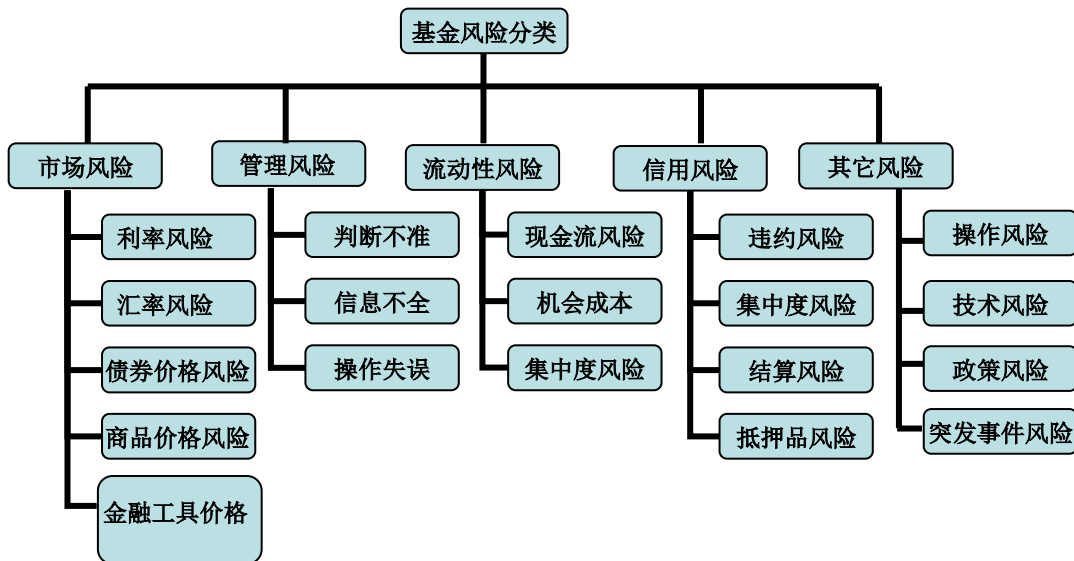 基金风险分类
市场风险
管理风险
流动性风险
信用风险
其它风险
利率风险
汇率风险
债券价格风险
商品价格风险
金融工具价格
判断不准
信息不全
操作失误
现金流风险
机会成本
集中度风险
违约风险
集中度风险
结算风险
抵押品风险
操作风险
技术风险
政策风险
突发事件风险